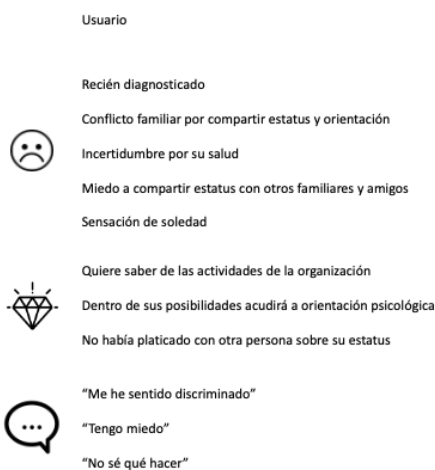 Usuario
Recién diagnosticado
Conflicto familiar por compartir estatus y orientación
Incertidumbre por su salud
Miedo a compartir estatus con otros familiares y amigos
Sensación de soledad
Quiere saber de las actividades de la organización
Dentro de sus posibilidades acudirá a orientación psicológica
No había platicado con otra persona sobre su estatus
“Me he sentido discriminado”
“Tengo miedo”
“No sé qué hacer”